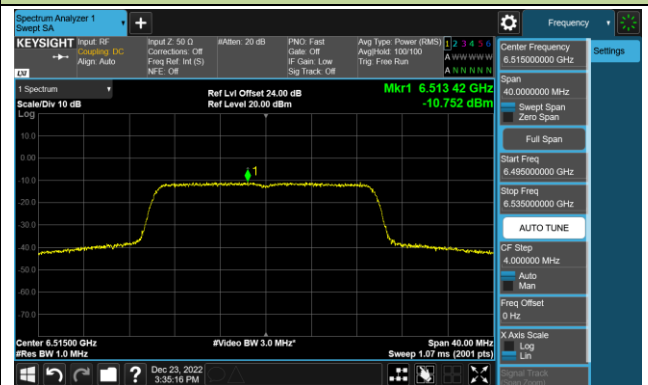 Spectrum Analyzer 1
Swept SA
Frequency
KEYSIGHT
Input: RF
Coupling: DC
Align: Auto
Input Z: 50 Ω
Corrections: Off
Freq Ref: Int (S)
NFE: Off
#Atten: 20 dB
PNO: Fast
Gate: Off
IF Gain: Low
Sig Track: Off
Avg Type: Power (RMS)
Avg|Hold: 100/100
Trig: Free Run
1 2 3 4 5 6
A W W W W W
A N N N N N
LXI
1 Spectrum
Scale/Div 10 dB
Ref Lvl Offset 24.00 dB
Ref Level 20.00 dBm
Mkr1 6.513 42 GHz
-10.752 dBm
Log
10.0
0.00
-10.0
-20.0
-30.0
-40.0
-50.0
-60.0
-70.0
1
Center 6.51500 GHz
#Res BW 1.0 MHz
#Video BW 3.0 MHz*
Span 40.00 MHz
Sweep 1.07 ms (2001 pts)
Center Frequency
6.515000000 GHz
Settings
Span
40.0000000 MHz
Swept Span
Zero Span
Full Span
Start Freq
6.495000000 GHz
Stop Freq
6.535000000 GHz
AUTO TUNE
CF Step
4.000000 MHz
Auto
Man
Freq Offset
0 Hz
X Axis Scale
Log
Lin
Signal Track
(Span Zoom)
?
Dec 23, 2022
3:35:16 PM